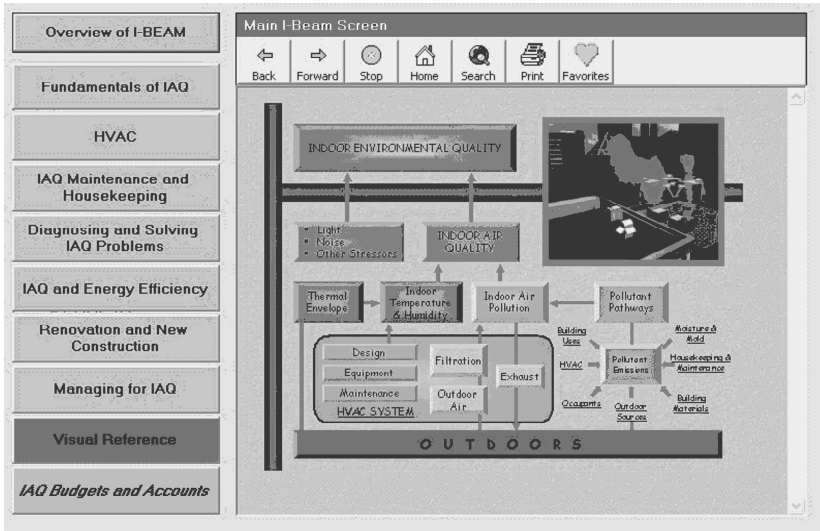 Overview of I-BEAM
Fundamentals of IAQ
HVAC
IAQ Maintenance and
Housekeeping
Diagnosing and Solving
IAQ Problems
IAQ and Energy Efficiency
Renovation and New
Construction
Managing for IAQ
Visual Reference
IAQ Budgets and Accounts
Main I-Beam Screen
Back Forward Stop Home Search Print Favorites
INDOOR ENVIRONMENTAL QUALITY
• Light
• Noise
• Other Stressors
INDOOR AIR
QUALITY
Thermal
Envelope
Indoor
Temperature
& Humidity
Indoor Air
Pollution
Pollutant
Pathways
Design
Equipment
Maintenance
HVAC SYSTEM
Filtration
Outdoor
Air
Exhaust
Building
Uses
Moisture &
Mold
HVAC
Pollutant
Emissions
Housekeeping &
Maintenance
Occupants
Outdoor
Sources
Building
Materials
OUTDOORS